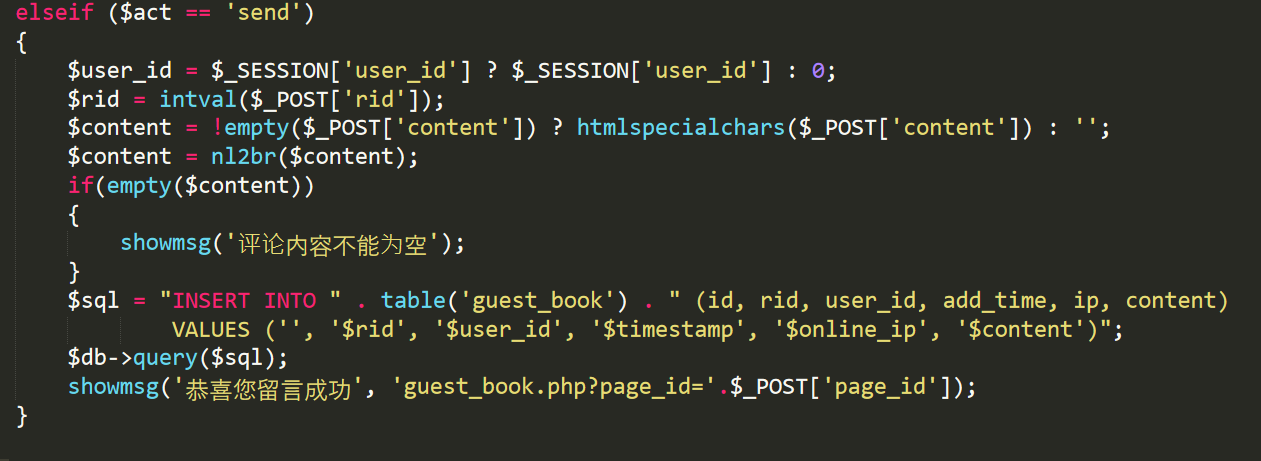 elseif ($act == 'send')
{
    $user_id = $_SESSION['user_id'] ? $_SESSION['user_id'] : 0;
    $rid = intval($_POST['rid']);
    $content = !empty($_POST['content']) ? htmlspecialchars($_POST['content']) : '';
    $content = nl2br($content);
    if(empty($content))
    {
        showmsg('评论内容不能为空');
    }
    $sql = "INSERT INTO " . table('guest_book') . " (id, rid, user_id, add_time, ip, content)
            VALUES ('', '$rid', '$user_id', '$timestamp', '$online_ip', '$content')";
    $db->query($sql);
    showmsg('恭喜您留言成功', 'guest_book.php?page_id='.$_POST['page_id']);
}